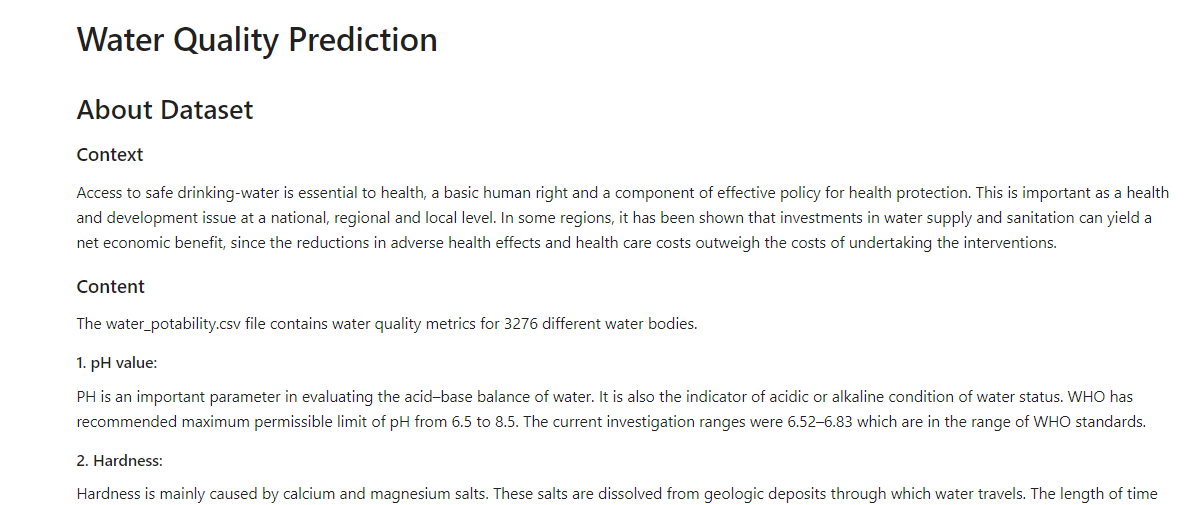 Water Quality Prediction
About Dataset
Context
Access to safe drinking-water is essential to health, a basic human right and a component of effective policy for health protection. This is important as a health
and development issue at a national, regional and local level. In some regions, it has been shown that investments in water supply and sanitation can yield a
net economic benefit, since the reductions in adverse health effects and health care costs outweigh the costs of undertaking the interventions.
Content
The water_potability.csv file contains water quality metrics for 3276 different water bodies.
1. pH value:
PH is an important parameter in evaluating the acid–base balance of water. It is also the indicator of acidic or alkaline condition of water status. WHO has
recommended maximum permissible limit of pH from 6.5 to 8.5. The current investigation ranges were 6.52–6.83 which are in the range of WHO standards.
2. Hardness:
Hardness is mainly caused by calcium and magnesium salts. These salts are dissolved from geologic deposits through which water travels. The length of time